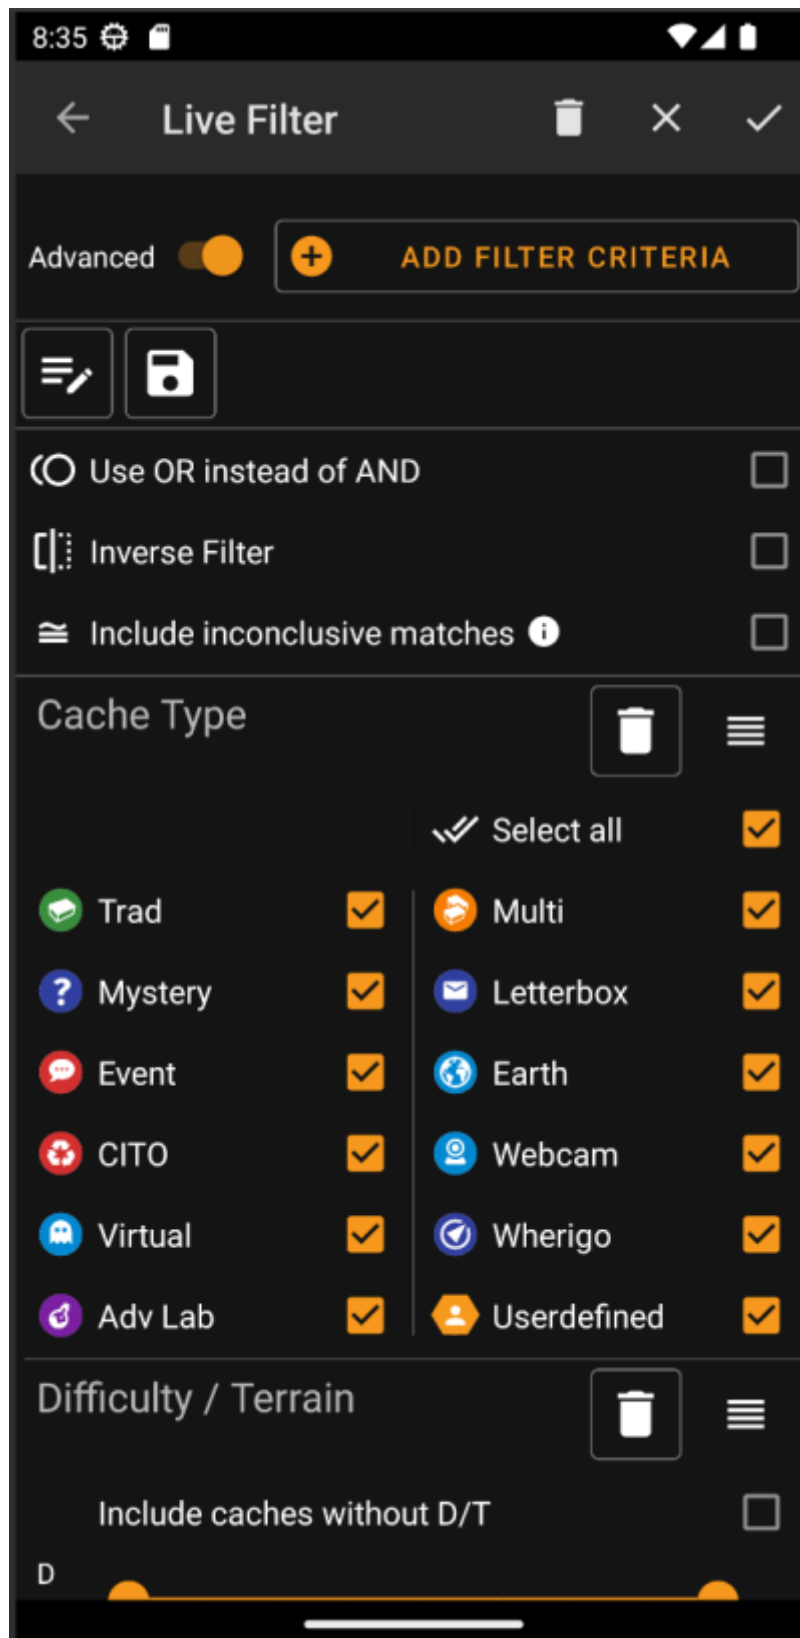 8:35
Live Filter
Advanced
ADD FILTER CRITERIA
Use OR instead of AND
Inverse Filter
Include inconclusive matches
Cache Type
Select all
Trad
Multi
Mystery
Letterbox
Event
Earth
CITO
Webcam
Virtual
Wherigo
Adv Lab
Userdefined
Difficulty / Terrain
Include caches without D/T
D